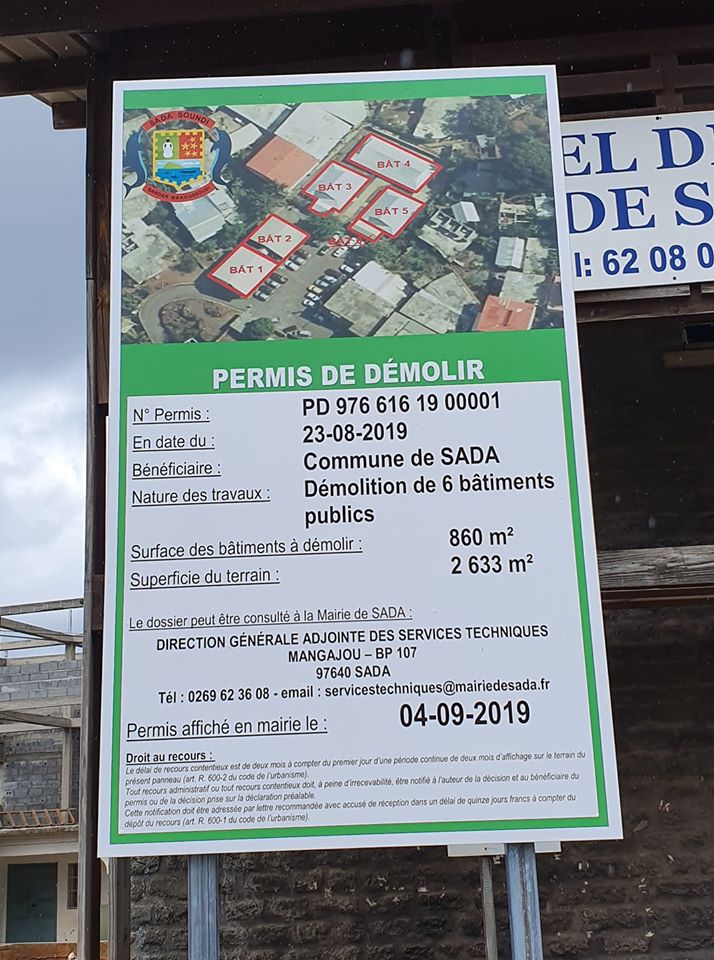 SADA SOUNDI
BANDAR MAKOUSSOUDI
BÂT 4
BÂT 3
BÂT 5
BÂT 2
BÂT 1
EL D
DE S
l: 62 08 0
PERMIS DE DÉMOLIR
N° Permis : PD 976 616 19 00001
En date du : 23-08-2019
Bénéficiaire : Commune de SADA
Nature des travaux : Démolition de 6 bâtiments
publics
Surface des bâtiments à démolir : 860 m²
Superficie du terrain : 2 633 m²
Le dossier peut être consulté à la Mairie de SADA :
DIRECTION GÉNÉRALE ADJOINTE DES SERVICES TECHNIQUES
MANGAJOU – BP 107
97640 SADA
Tél : 0269 62 36 08 - email : servicestechniques@mairiedesada.fr
Permis affiché en mairie le : 04-09-2019
Droit au recours :
Le délai de recours contentieux est de deux mois à compter du premier jour d'une période continue de deux mois d'affichage sur le terrain du
présent panneau (art. R. 600-2 du code de l'urbanisme).
Tout recours administratif ou tout recours contentieux doit, à peine d'irrecevabilité, être notifié à l'auteur de la décision et au bénéficiaire du
permis ou de la décision prise sur la déclaration préalable.
Cette notification doit être adressée par lettre recommandée avec accusé de réception dans un délai de quinze jours francs à compter du
dépôt du recours (art. R. 600-1 du code de l'urbanisme).